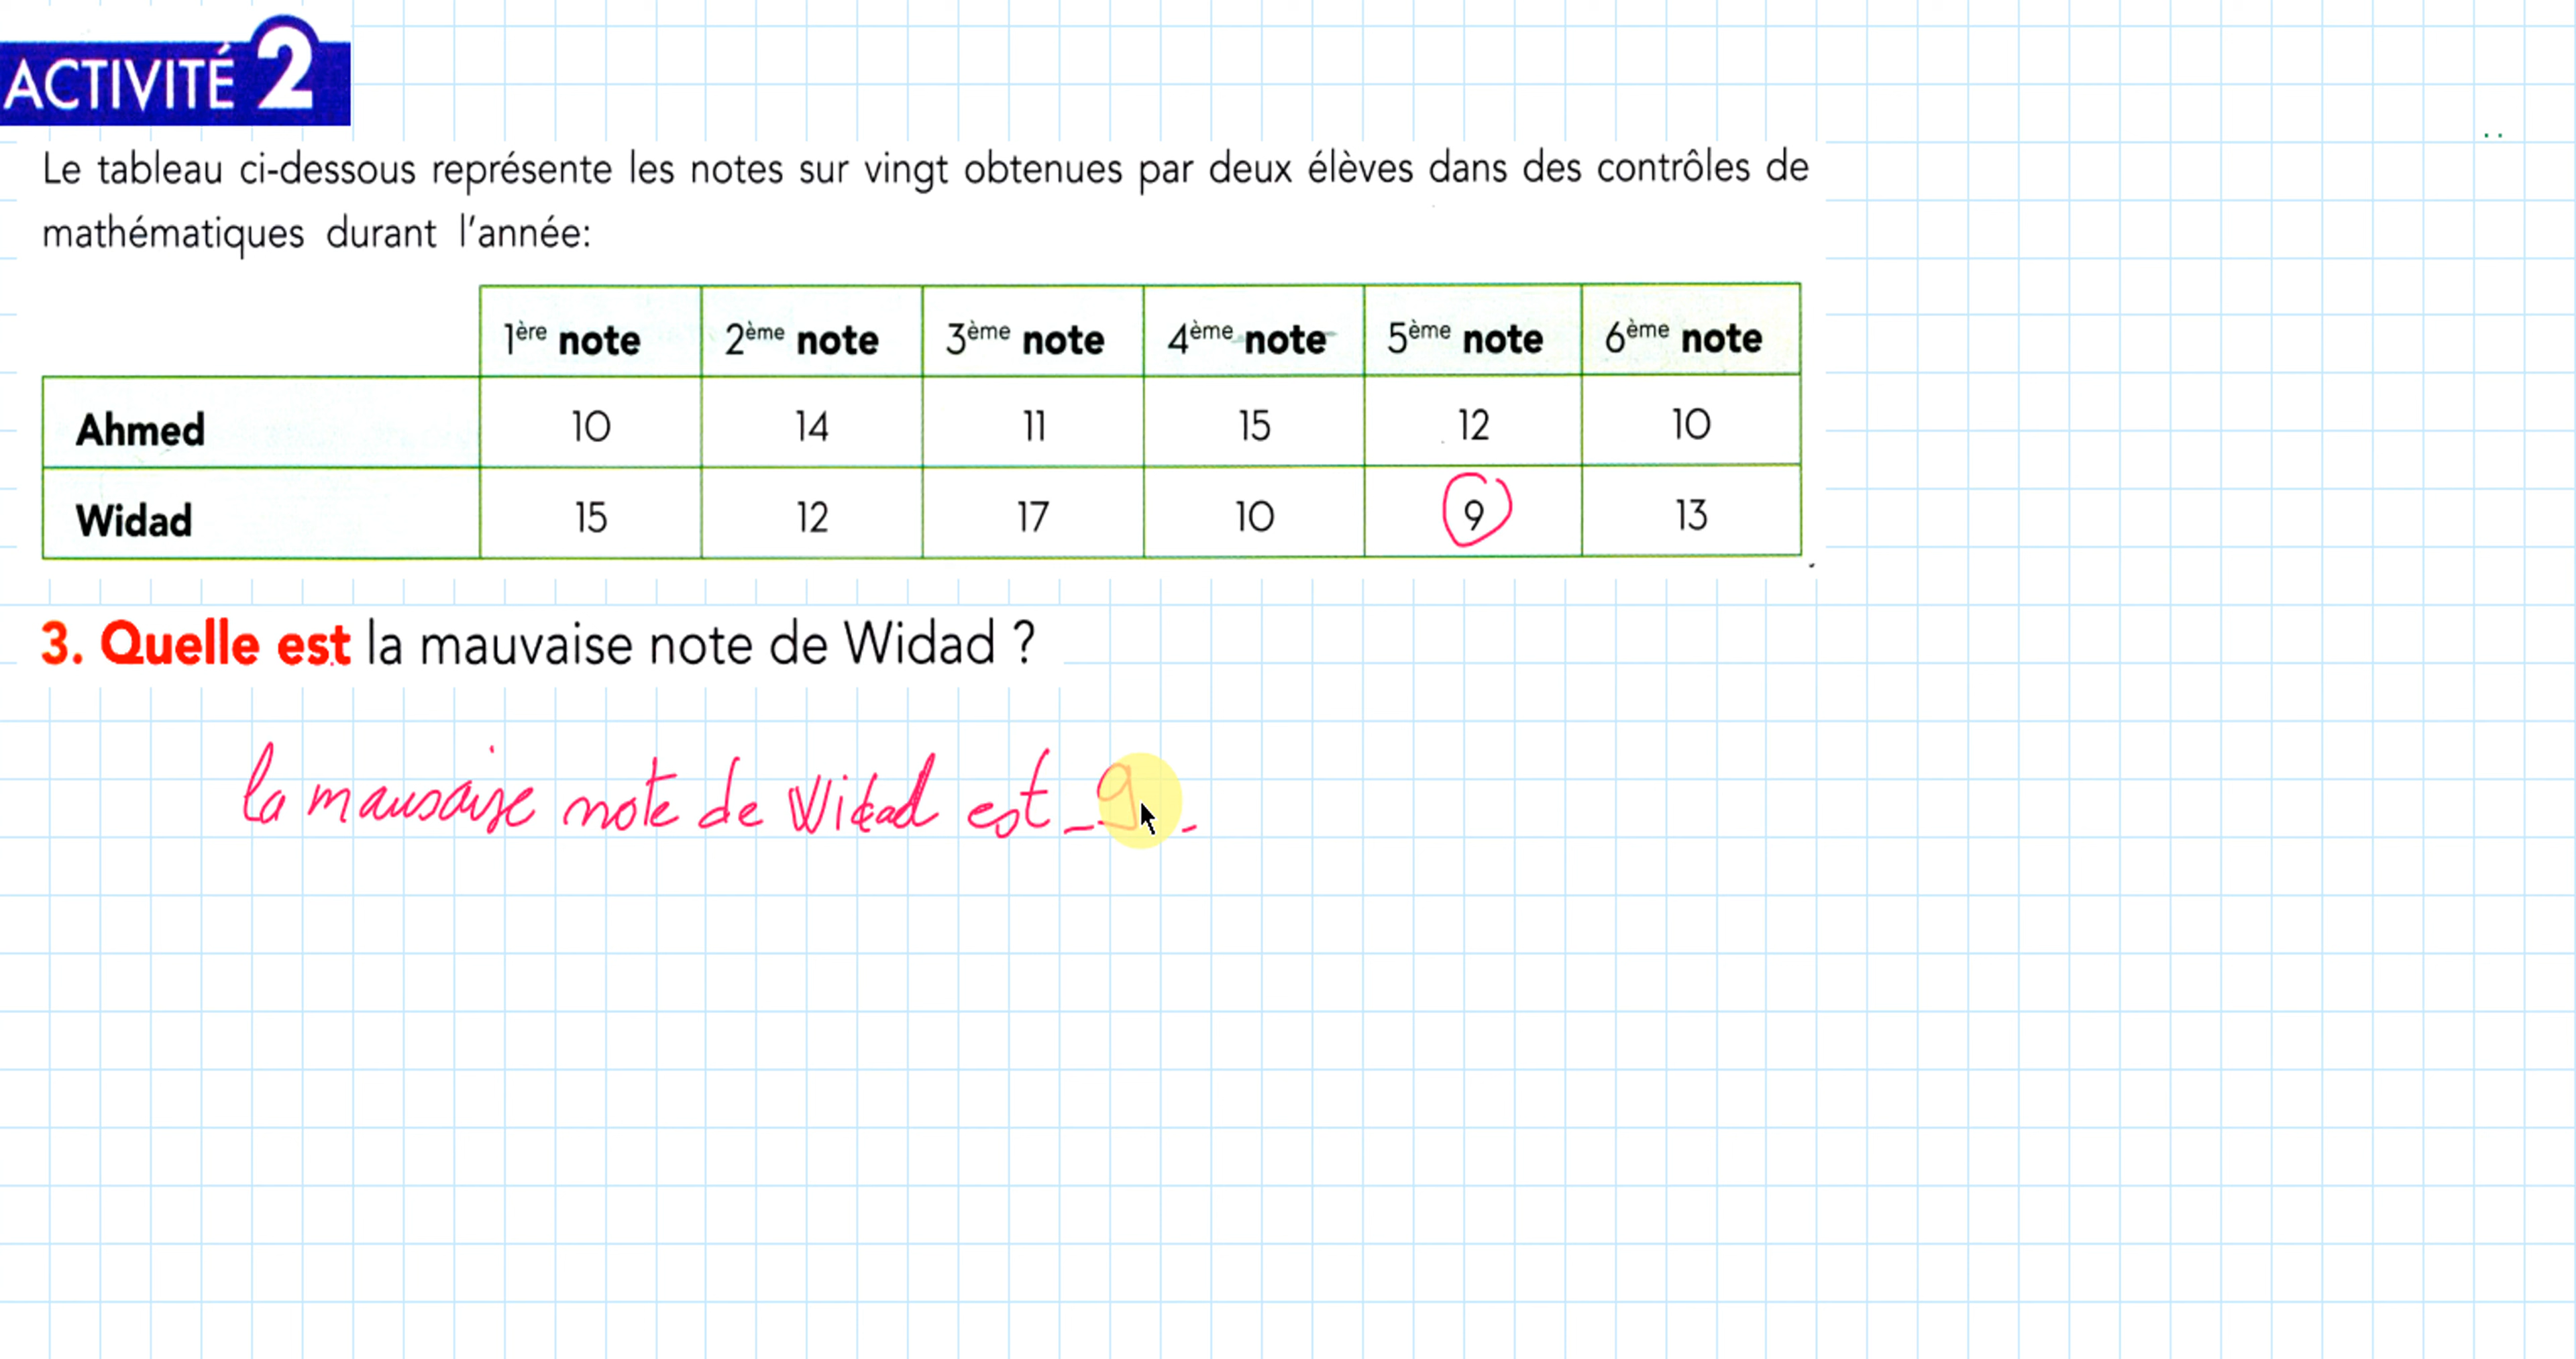 ACTIVITÉ 2
Le tableau ci-dessous représente les notes sur vingt obtenues par deux élèves dans des contrôles de
mathématiques durant l'année:
1ère note 2ème note 3ème note 4ème note 5ème note 6ème note
Ahmed 10 14 11 15 12 10
Widad 15 12 17 10 9 13
3. Quelle est la mauvaise note de Widad ?
la mauvaise note de Widad est 9